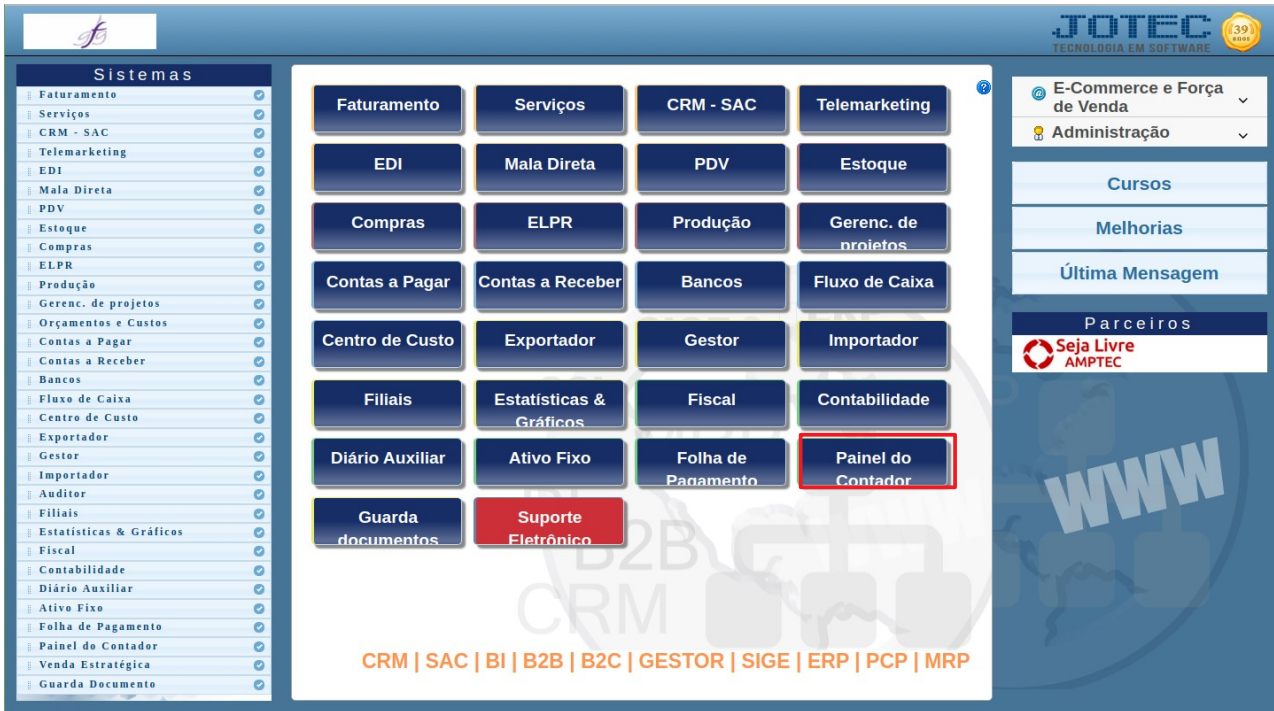 JOTEC
TECNOLOGIA EM SOFTWARE
39
anos
Sistemas
Faturamento
Serviços
CRM - SAC
Telemarketing
EDI
Mala Direta
PDV
Estoque
Compras
ELPR
Produção
Gerenc. de projetos
Orçamentos e Custos
Contas a Pagar
Contas a Receber
Bancos
Fluxo de Caixa
Centro de Custo
Exportador
Gestor
Importador
Auditor
Filiais
Estatísticas & Gráficos
Fiscal
Contabilidade
Diário Auxiliar
Ativo Fixo
Folha de Pagamento
Painel do Contador
Venda Estratégica
Guarda Documento
Faturamento
Serviços
CRM - SAC
Telemarketing
EDI
Mala Direta
PDV
Estoque
Compras
ELPR
Produção
Gerenc. de
projetos
Contas a Pagar
Contas a Receber
Bancos
Fluxo de Caixa
Centro de Custo
Exportador
Gestor
Importador
Filiais
Estatísticas &
Gráficos
Fiscal
Contabilidade
Diário Auxiliar
Ativo Fixo
Folha de
Pagamento
Painel do
Contador
Guarda
documentos
Suporte
Eletrônico
B2B
CRM
CRM | SAC | BI | B2B | B2C | GESTOR | SIGE | ERP | PCP | MRP
E-Commerce e Força
de Venda
Administração
Cursos
Melhorias
Última Mensagem
Parceiros
Seja Livre
AMPTEC
WWW